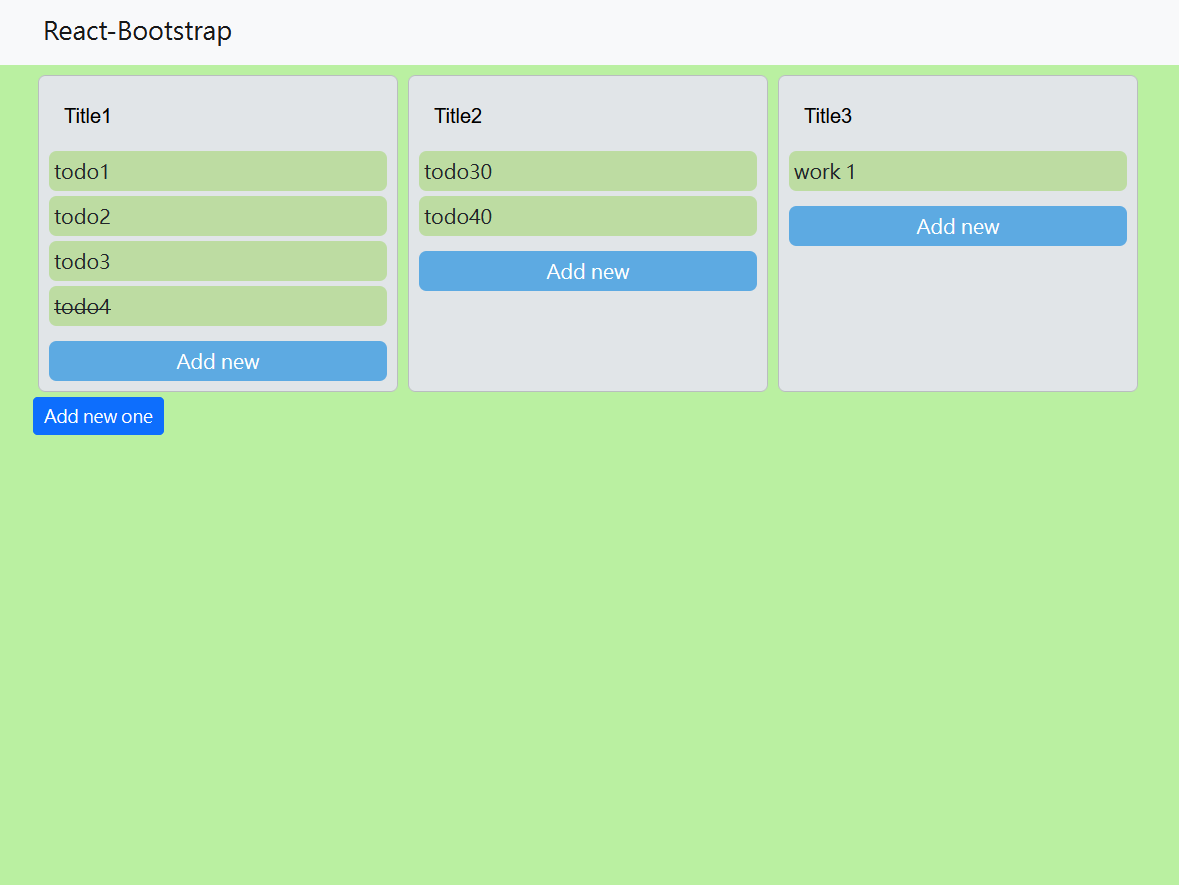 React-Bootstrap
Title1
todo1
todo2
todo3
todo4
Add new
Title2
todo30
todo40
Add new
Title3
work 1
Add new
Add new one